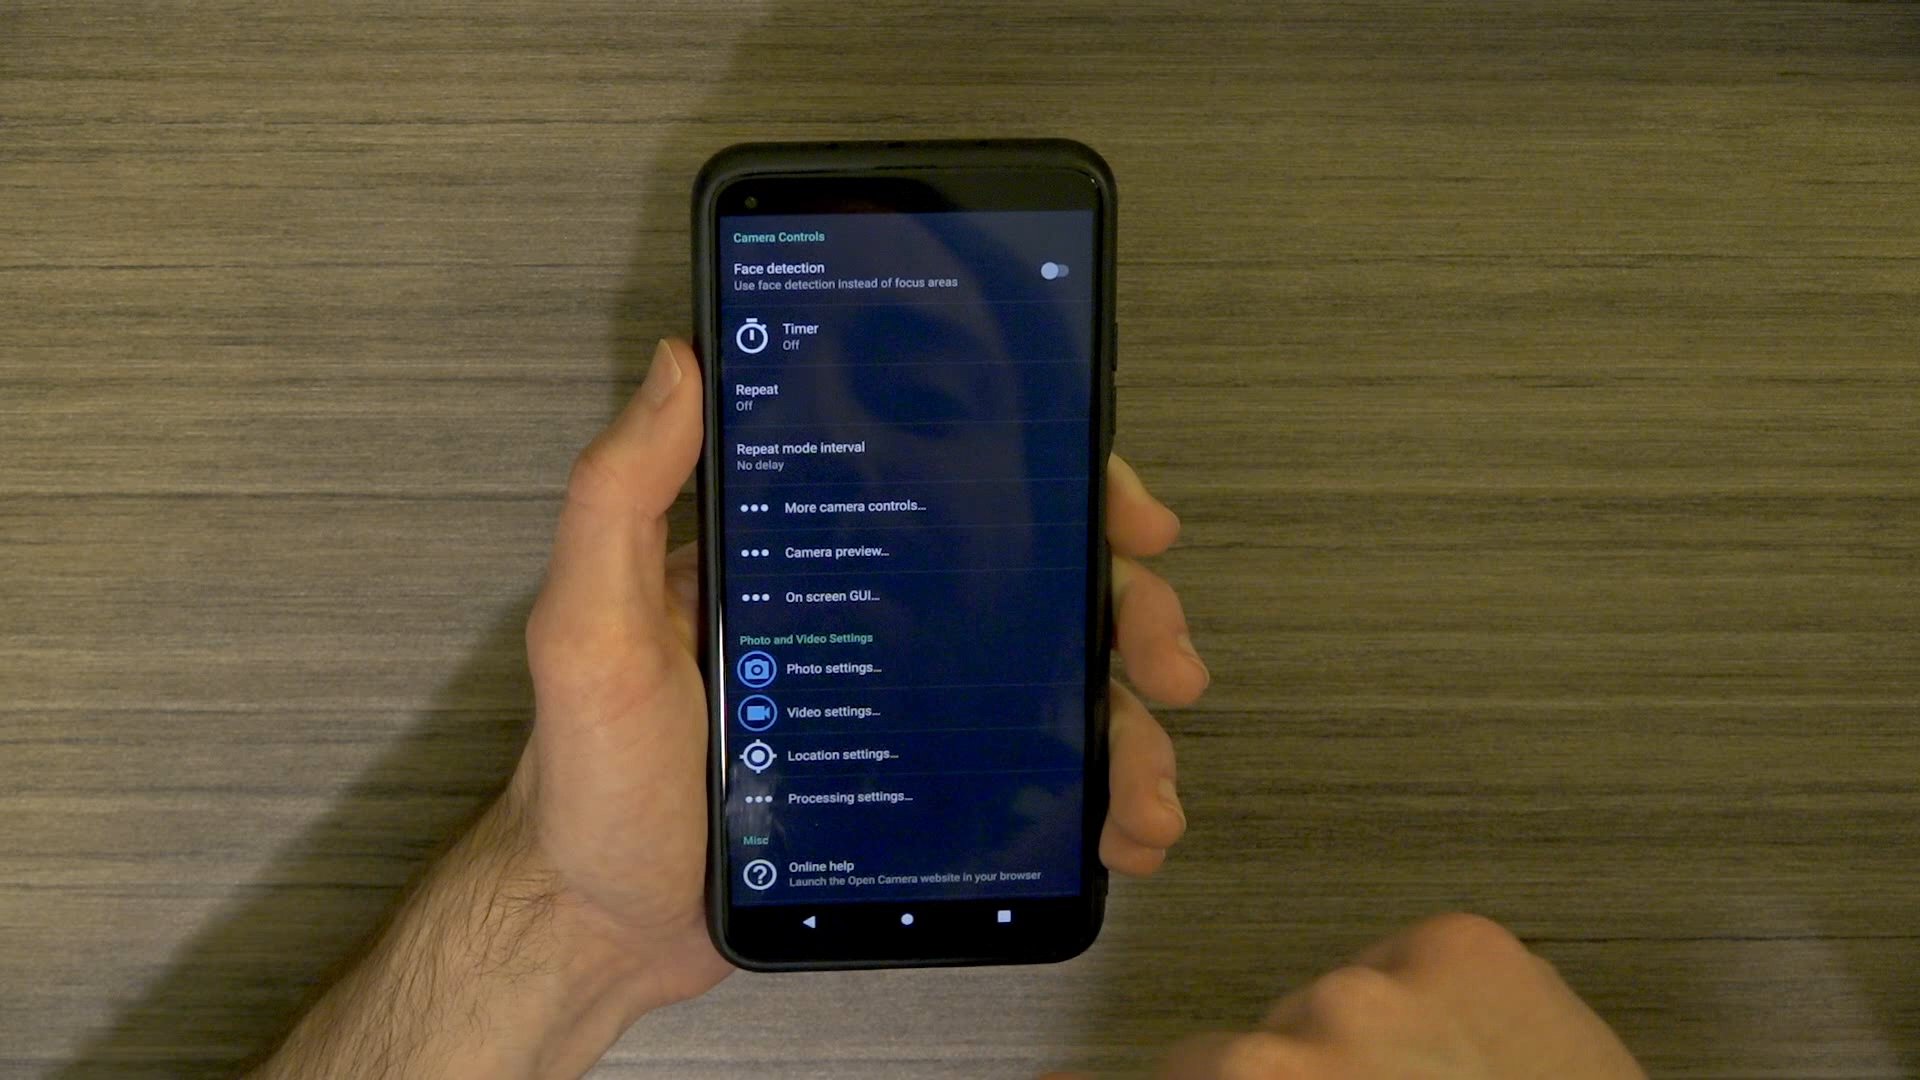 Camera Controls
Face detection
Use face detection instead of focus areas
Timer
Off
Repeat
Off
Repeat mode interval
No delay
More camera controls...
Camera preview...
On screen GUI...
Photo and Video Settings
Photo settings...
Video settings...
Location settings...
Processing settings...
Misc
Online help
Launch the Open Camera website in your browser